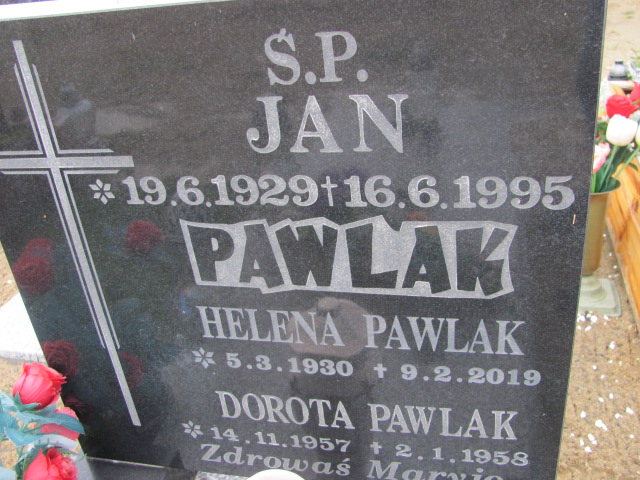 Ś.P.
JAN
* 19.6.1929 † 16.6.1995
PAWLAK
HELENA PAWLAK
* 5.3.1930 † 9.2.2019
DOROTA PAWLAK
* 14.11.1957 † 2.1.1958
Zdrowaś Maryjo